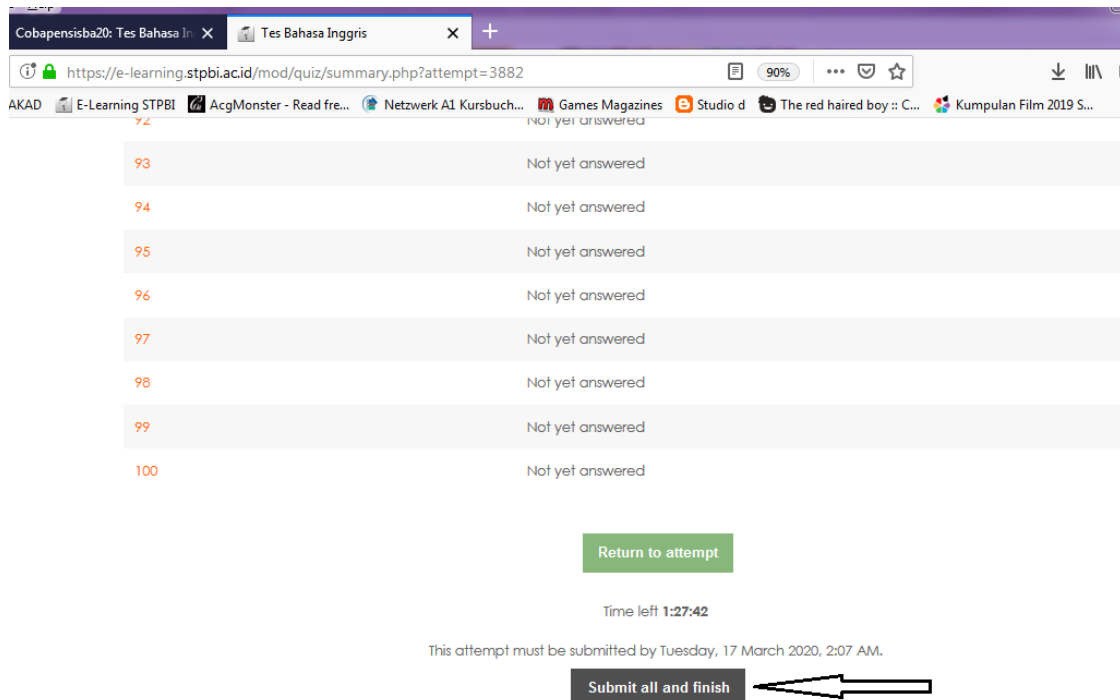 Help
Cobapensisba20: Tes Bahasa In
Tes Bahasa Inggris
https://e-learning.stpbi.ac.id/mod/quiz/summary.php?attempt=3882
90%
AKAD E-Learning STPBI AcgMonster - Read fre... Netzwerk A1 Kursbuch... Games Magazines Studio d The red haired boy :: C... Kumpulan Film 2019 S...
92 Not yet answered
93 Not yet answered
94 Not yet answered
95 Not yet answered
96 Not yet answered
97 Not yet answered
98 Not yet answered
99 Not yet answered
100 Not yet answered
Return to attempt
Time left 1:27:42
This attempt must be submitted by Tuesday, 17 March 2020, 2:07 AM.
Submit all and finish